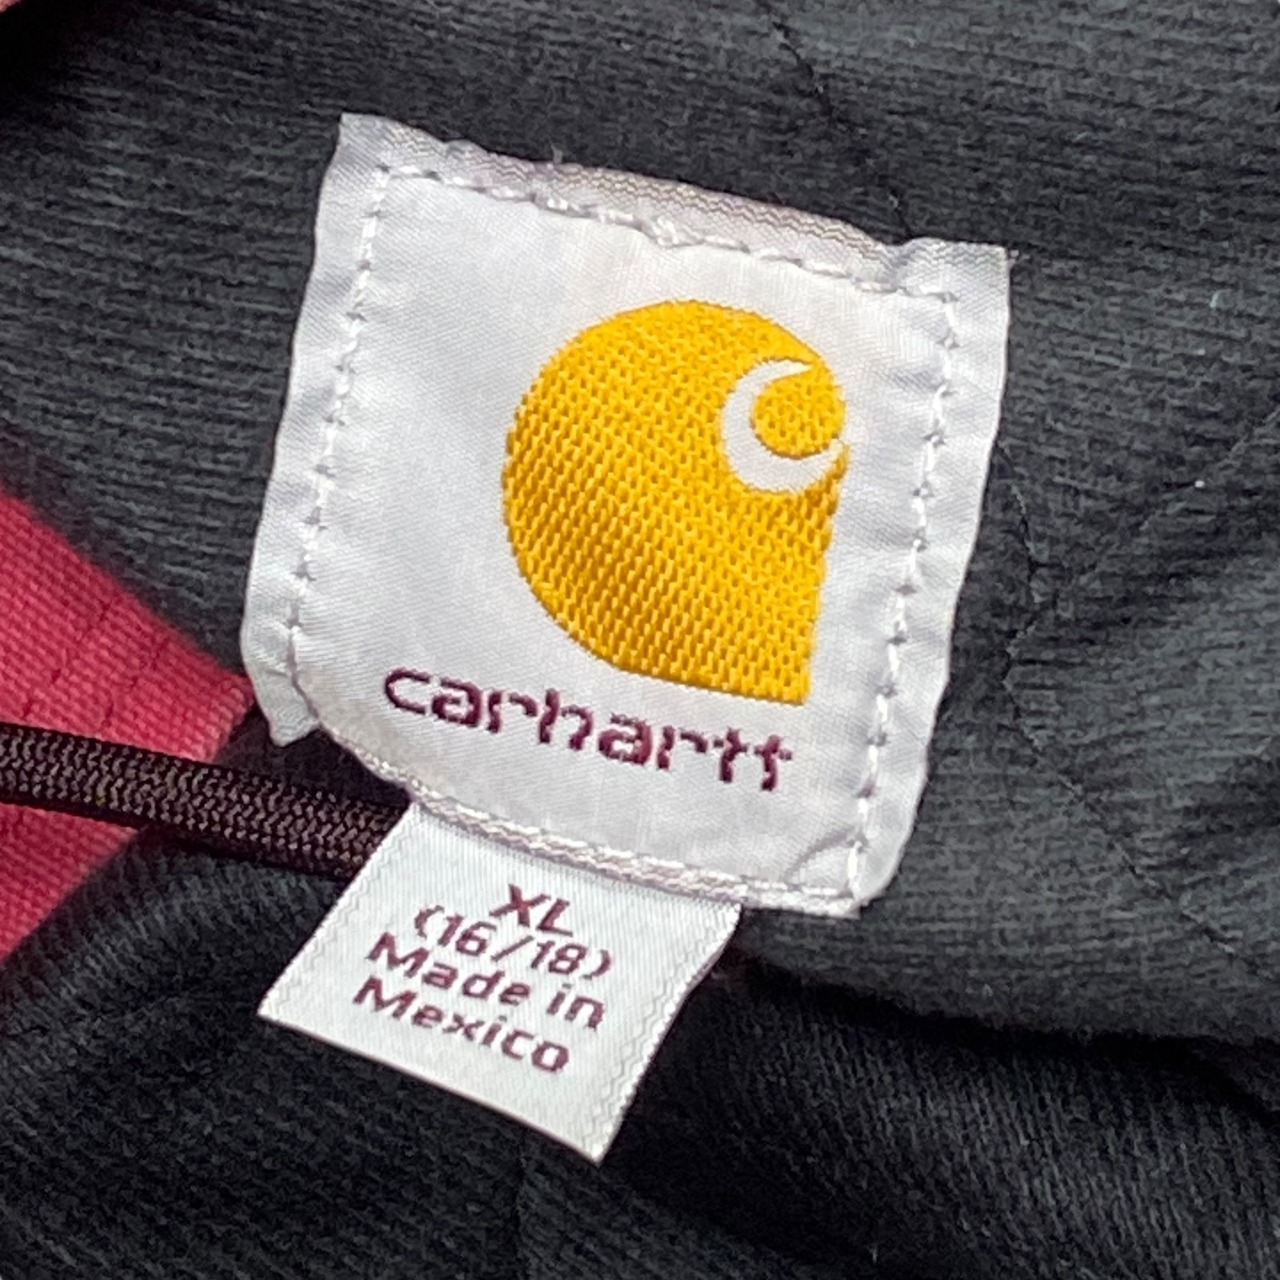 carhartt
XL
(16/18)
Made in
Mexico